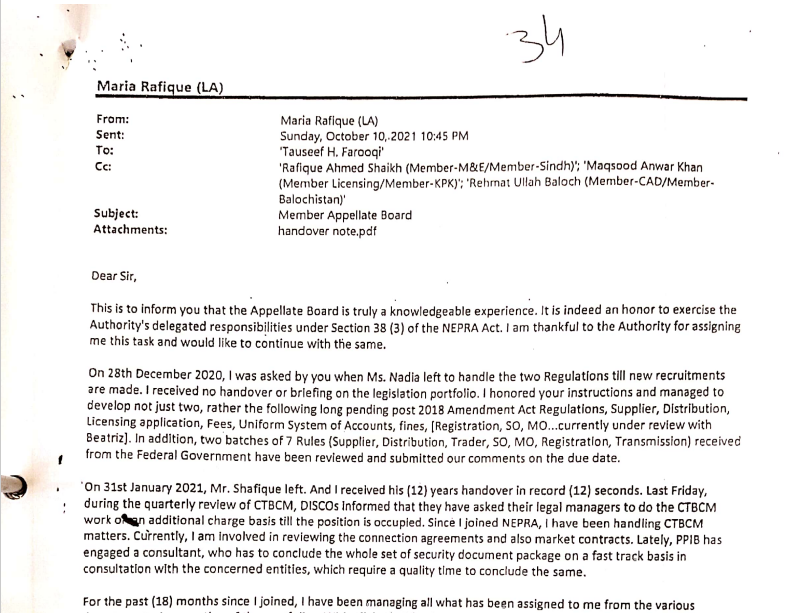 34
Maria Rafique (LA)
From: Maria Rafique (LA)
Sent: Sunday, October 10, 2021 10:45 PM
To: 'Tauseef H. Farooqi'
Cc: 'Rafique Ahmed Shaikh (Member-M&E/Member-Sindh)'; 'Maqsood Anwar Khan
(Member Licensing/Member-KPK)'; 'Rehmat Ullah Baloch (Member-CAD/Member-
Balochistan)'
Subject: Member Appellate Board
Attachments: handover note.pdf
Dear Sir,
This is to inform you that the Appellate Board is truly a knowledgeable experience. It is indeed an honor to exercise the
Authority's delegated responsibilities under Section 38 (3) of the NEPRA Act. I am thankful to the Authority for assigning
me this task and would like to continue with the same.
On 28th December 2020, I was asked by you when Ms. Nadia left to handle the two Regulations till new recruitments
are made. I received no handover or briefing on the legislation portfolio. I honored your instructions and managed to
develop not just two, rather the following long pending post 2018 Amendment Act Regulations, Supplier, Distribution,
Licensing application, Fees, Uniform System of Accounts, fines, [Registration, SO, MO...currently under review with
Beatriz]. In addition, two batches of 7 Rules (Supplier, Distribution, Trader, SO, MO, Registration, Transmission) received
from the Federal Government have been reviewed and submitted our comments on the due date.
On 31st January 2021, Mr. Shafique left. And I received his (12) years handover in record (12) seconds. Last Friday,
during the quarterly review of CTBCM, DISCOs informed that they have asked their legal managers to do the CTBCM
work on additional charge basis till the position is occupied. Since I joined NEPRA, I have been handling CTBCM
matters. Currently, I am involved in reviewing the connection agreements and also market contracts. Lately, PPIB has
engaged a consultant, who has to conclude the whole set of security document package on a fast track basis in
consultation with the concerned entities, which require a quality time to conclude the same.
For the past (18) months since I joined, I have been managing all what has been assigned to me from the various